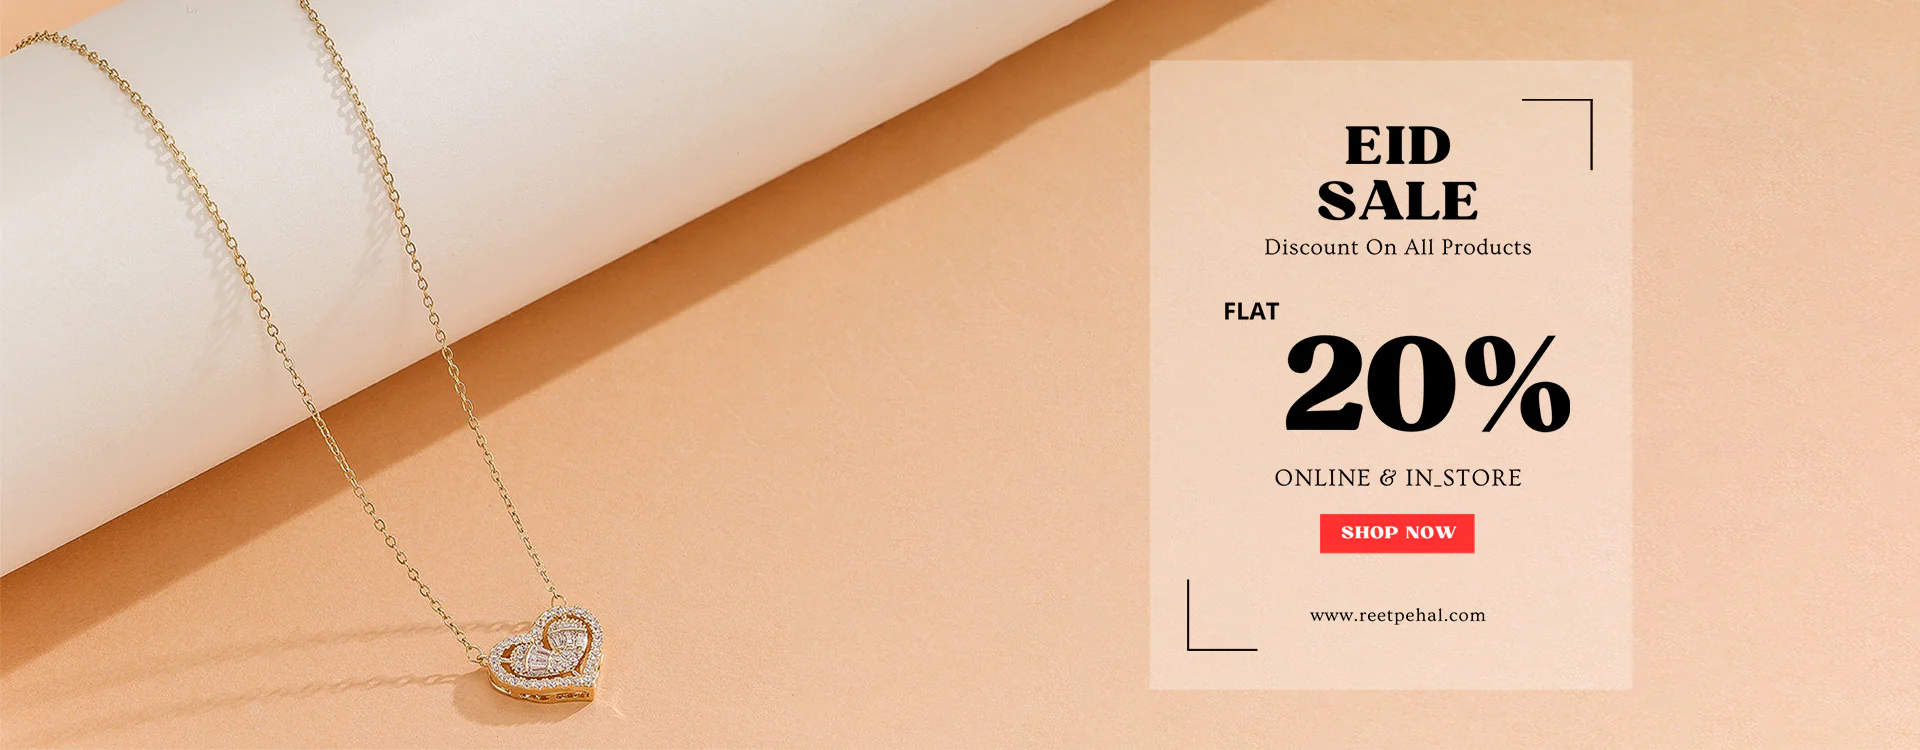 EID
SALE
Discount On All Products
FLAT
20%
ONLINE & IN_STORE
SHOP NOW
www.reetpehal.com